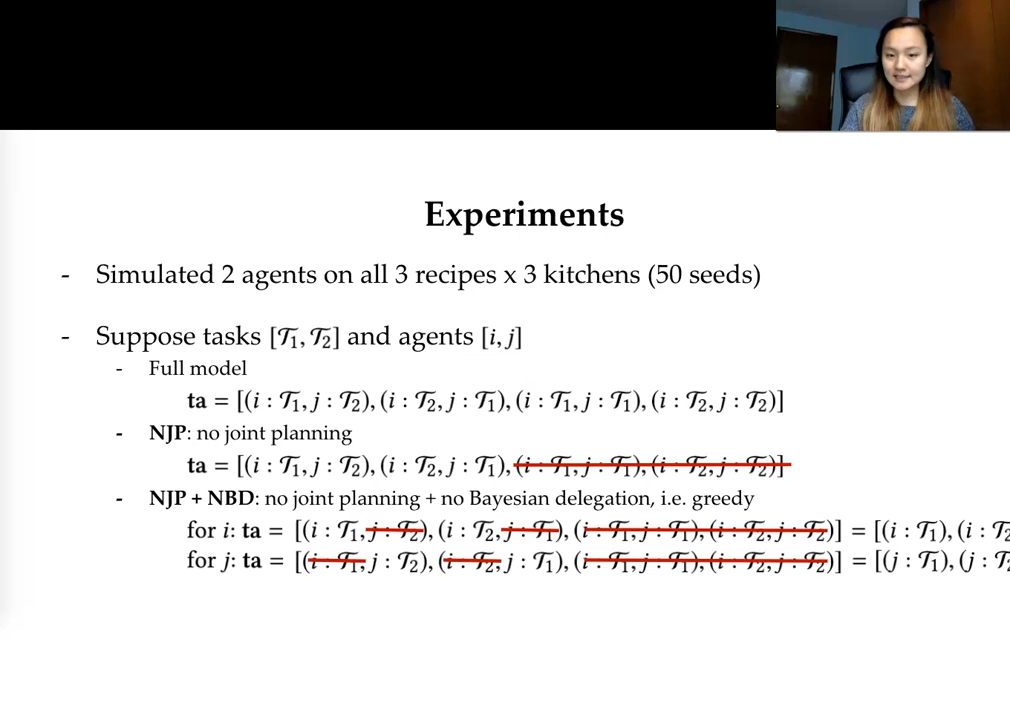 Experiments
- Simulated 2 agents on all 3 recipes x 3 kitchens (50 seeds)
- Suppose tasks [𝒯₁, 𝒯₂] and agents [i, j]
- Full model
ta = [(i : 𝒯₁, j : 𝒯₂), (i : 𝒯₂, j : 𝒯₁), (i : 𝒯₁, j : 𝒯₁), (i : 𝒯₂, j : 𝒯₂)]
- NJP: no joint planning
ta = [(i : 𝒯₁, j : 𝒯₂), (i : 𝒯₂, j : 𝒯₁), (i : 𝒯₁, j : 𝒯₁), (i : 𝒯₂, j : 𝒯₂)]
- NJP + NBD: no joint planning + no Bayesian delegation, i.e. greedy
for i: ta = [(i : 𝒯₁, j : 𝒯₂), (i : 𝒯₂, j : 𝒯₁), (i : 𝒯₁, j : 𝒯₁), (i : 𝒯₂, j : 𝒯₂)] = [(i : 𝒯₁), (i : 𝒯₂
for j: ta = [(i : 𝒯₁, j : 𝒯₂), (i : 𝒯₂, j : 𝒯₁), (i : 𝒯₁, j : 𝒯₁), (i : 𝒯₂, j : 𝒯₂)] = [(j : 𝒯₁), (j : 𝒯₂